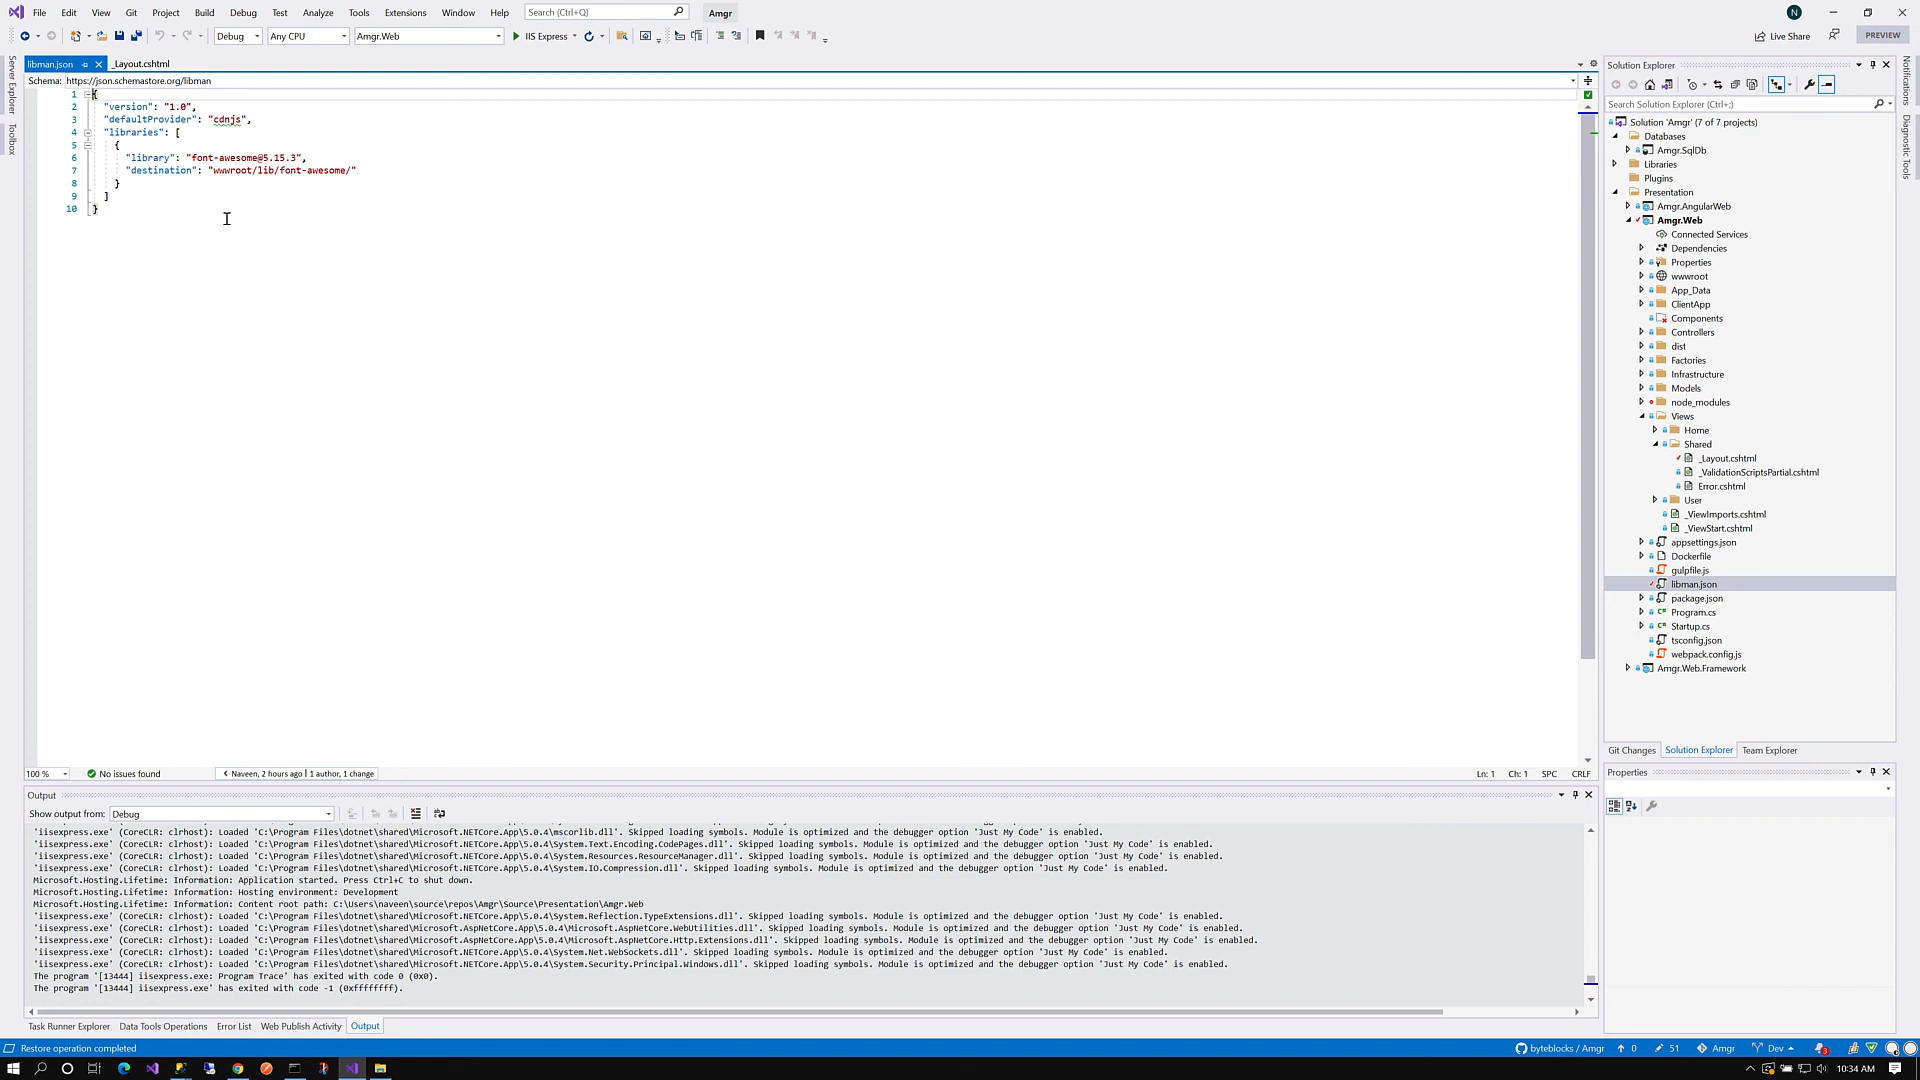 File Edit View Git Project Build Debug Test Analyze Tools Extensions Window Help Search (Ctrl+Q) Amgr N
Debug Any CPU Amgr.Web IIS Express Live Share PREVIEW
Server Explorer
Toolbox
libman.json _Layout.cshtml
Schema: https://json.schemastore.org/libman
1 {
2 "version": "1.0",
3 "defaultProvider": "cdnjs",
4 "libraries": [
5 {
6 "library": "font-awesome@5.15.3",
7 "destination": "wwwroot/lib/font-awesome/"
8 }
9 ]
10 }
100 % No issues found Naveen, 2 hours ago | 1 author, 1 change Ln: 1 Ch: 1 SPC CRLF
Output
Show output from: Debug
'iisexpress.exe' (CoreCLR: clrhost): Loaded 'C:\Program Files\dotnet\shared\Microsoft.NETCore.App\5.0.4\mscorlib.dll'. Skipped loading symbols. Module is optimized and the debugger option 'Just My Code' is enabled.
'iisexpress.exe' (CoreCLR: clrhost): Loaded 'C:\Program Files\dotnet\shared\Microsoft.NETCore.App\5.0.4\System.Text.Encoding.CodePages.dll'. Skipped loading symbols. Module is optimized and the debugger option 'Just My Code' is enabled.
'iisexpress.exe' (CoreCLR: clrhost): Loaded 'C:\Program Files\dotnet\shared\Microsoft.NETCore.App\5.0.4\System.Resources.ResourceManager.dll'. Skipped loading symbols. Module is optimized and the debugger option 'Just My Code' is enabled.
'iisexpress.exe' (CoreCLR: clrhost): Loaded 'C:\Program Files\dotnet\shared\Microsoft.NETCore.App\5.0.4\System.IO.Compression.dll'. Skipped loading symbols. Module is optimized and the debugger option 'Just My Code' is enabled.
Microsoft.Hosting.Lifetime: Information: Application started. Press Ctrl+C to shut down.
Microsoft.Hosting.Lifetime: Information: Hosting environment: Development
Microsoft.Hosting.Lifetime: Information: Content root path: C:\Users\naveen\source\repos\Amgr\Source\Presentation\Amgr.Web
'iisexpress.exe' (CoreCLR: clrhost): Loaded 'C:\Program Files\dotnet\shared\Microsoft.NETCore.App\5.0.4\System.Reflection.TypeExtensions.dll'. Skipped loading symbols. Module is optimized and the debugger option 'Just My Code' is enabled.
'iisexpress.exe' (CoreCLR: clrhost): Loaded 'C:\Program Files\dotnet\shared\Microsoft.AspNetCore.App\5.0.4\Microsoft.AspNetCore.WebUtilities.dll'. Skipped loading symbols. Module is optimized and the debugger option 'Just My Code' is enabled.
'iisexpress.exe' (CoreCLR: clrhost): Loaded 'C:\Program Files\dotnet\shared\Microsoft.AspNetCore.App\5.0.4\Microsoft.AspNetCore.Http.Extensions.dll'. Skipped loading symbols. Module is optimized and the debugger option 'Just My Code' is enabled.
'iisexpress.exe' (CoreCLR: clrhost): Loaded 'C:\Program Files\dotnet\shared\Microsoft.NETCore.App\5.0.4\System.Net.WebSockets.dll'. Skipped loading symbols. Module is optimized and the debugger option 'Just My Code' is enabled.
'iisexpress.exe' (CoreCLR: clrhost): Loaded 'C:\Program Files\dotnet\shared\Microsoft.NETCore.App\5.0.4\System.Security.Principal.Windows.dll'. Skipped loading symbols. Module is optimized and the debugger option 'Just My Code' is enabled.
The program '[13444] iisexpress.exe: Program Trace' has exited with code 0 (0x0).
The program '[13444] iisexpress.exe' has exited with code -1 (0xffffffff).
Task Runner Explorer Data Tools Operations Error List Web Publish Activity Output
Solution Explorer
Search Solution Explorer (Ctrl+;)
Solution 'Amgr' (7 of 7 projects)
Databases
Amgr.SqlDb
Libraries
Plugins
Presentation
Amgr.AngularWeb
Amgr.Web
Connected Services
Dependencies
Properties
wwwroot
App_Data
ClientApp
Components
Controllers
dist
Factories
Infrastructure
Models
node_modules
Views
Home
Shared
_Layout.cshtml
_ValidationScriptsPartial.cshtml
Error.cshtml
User
_ViewImports.cshtml
_ViewStart.cshtml
appsettings.json
Dockerfile
gulpfile.js
libman.json
package.json
Program.cs
Startup.cs
tsconfig.json
webpack.config.js
Amgr.Web.Framework
Git Changes Solution Explorer Team Explorer
Properties
Notifications
Diagnostic Tools
Restore operation completed byteblocks / Amgr 0 51 Amgr Dev 3
10:34 AM